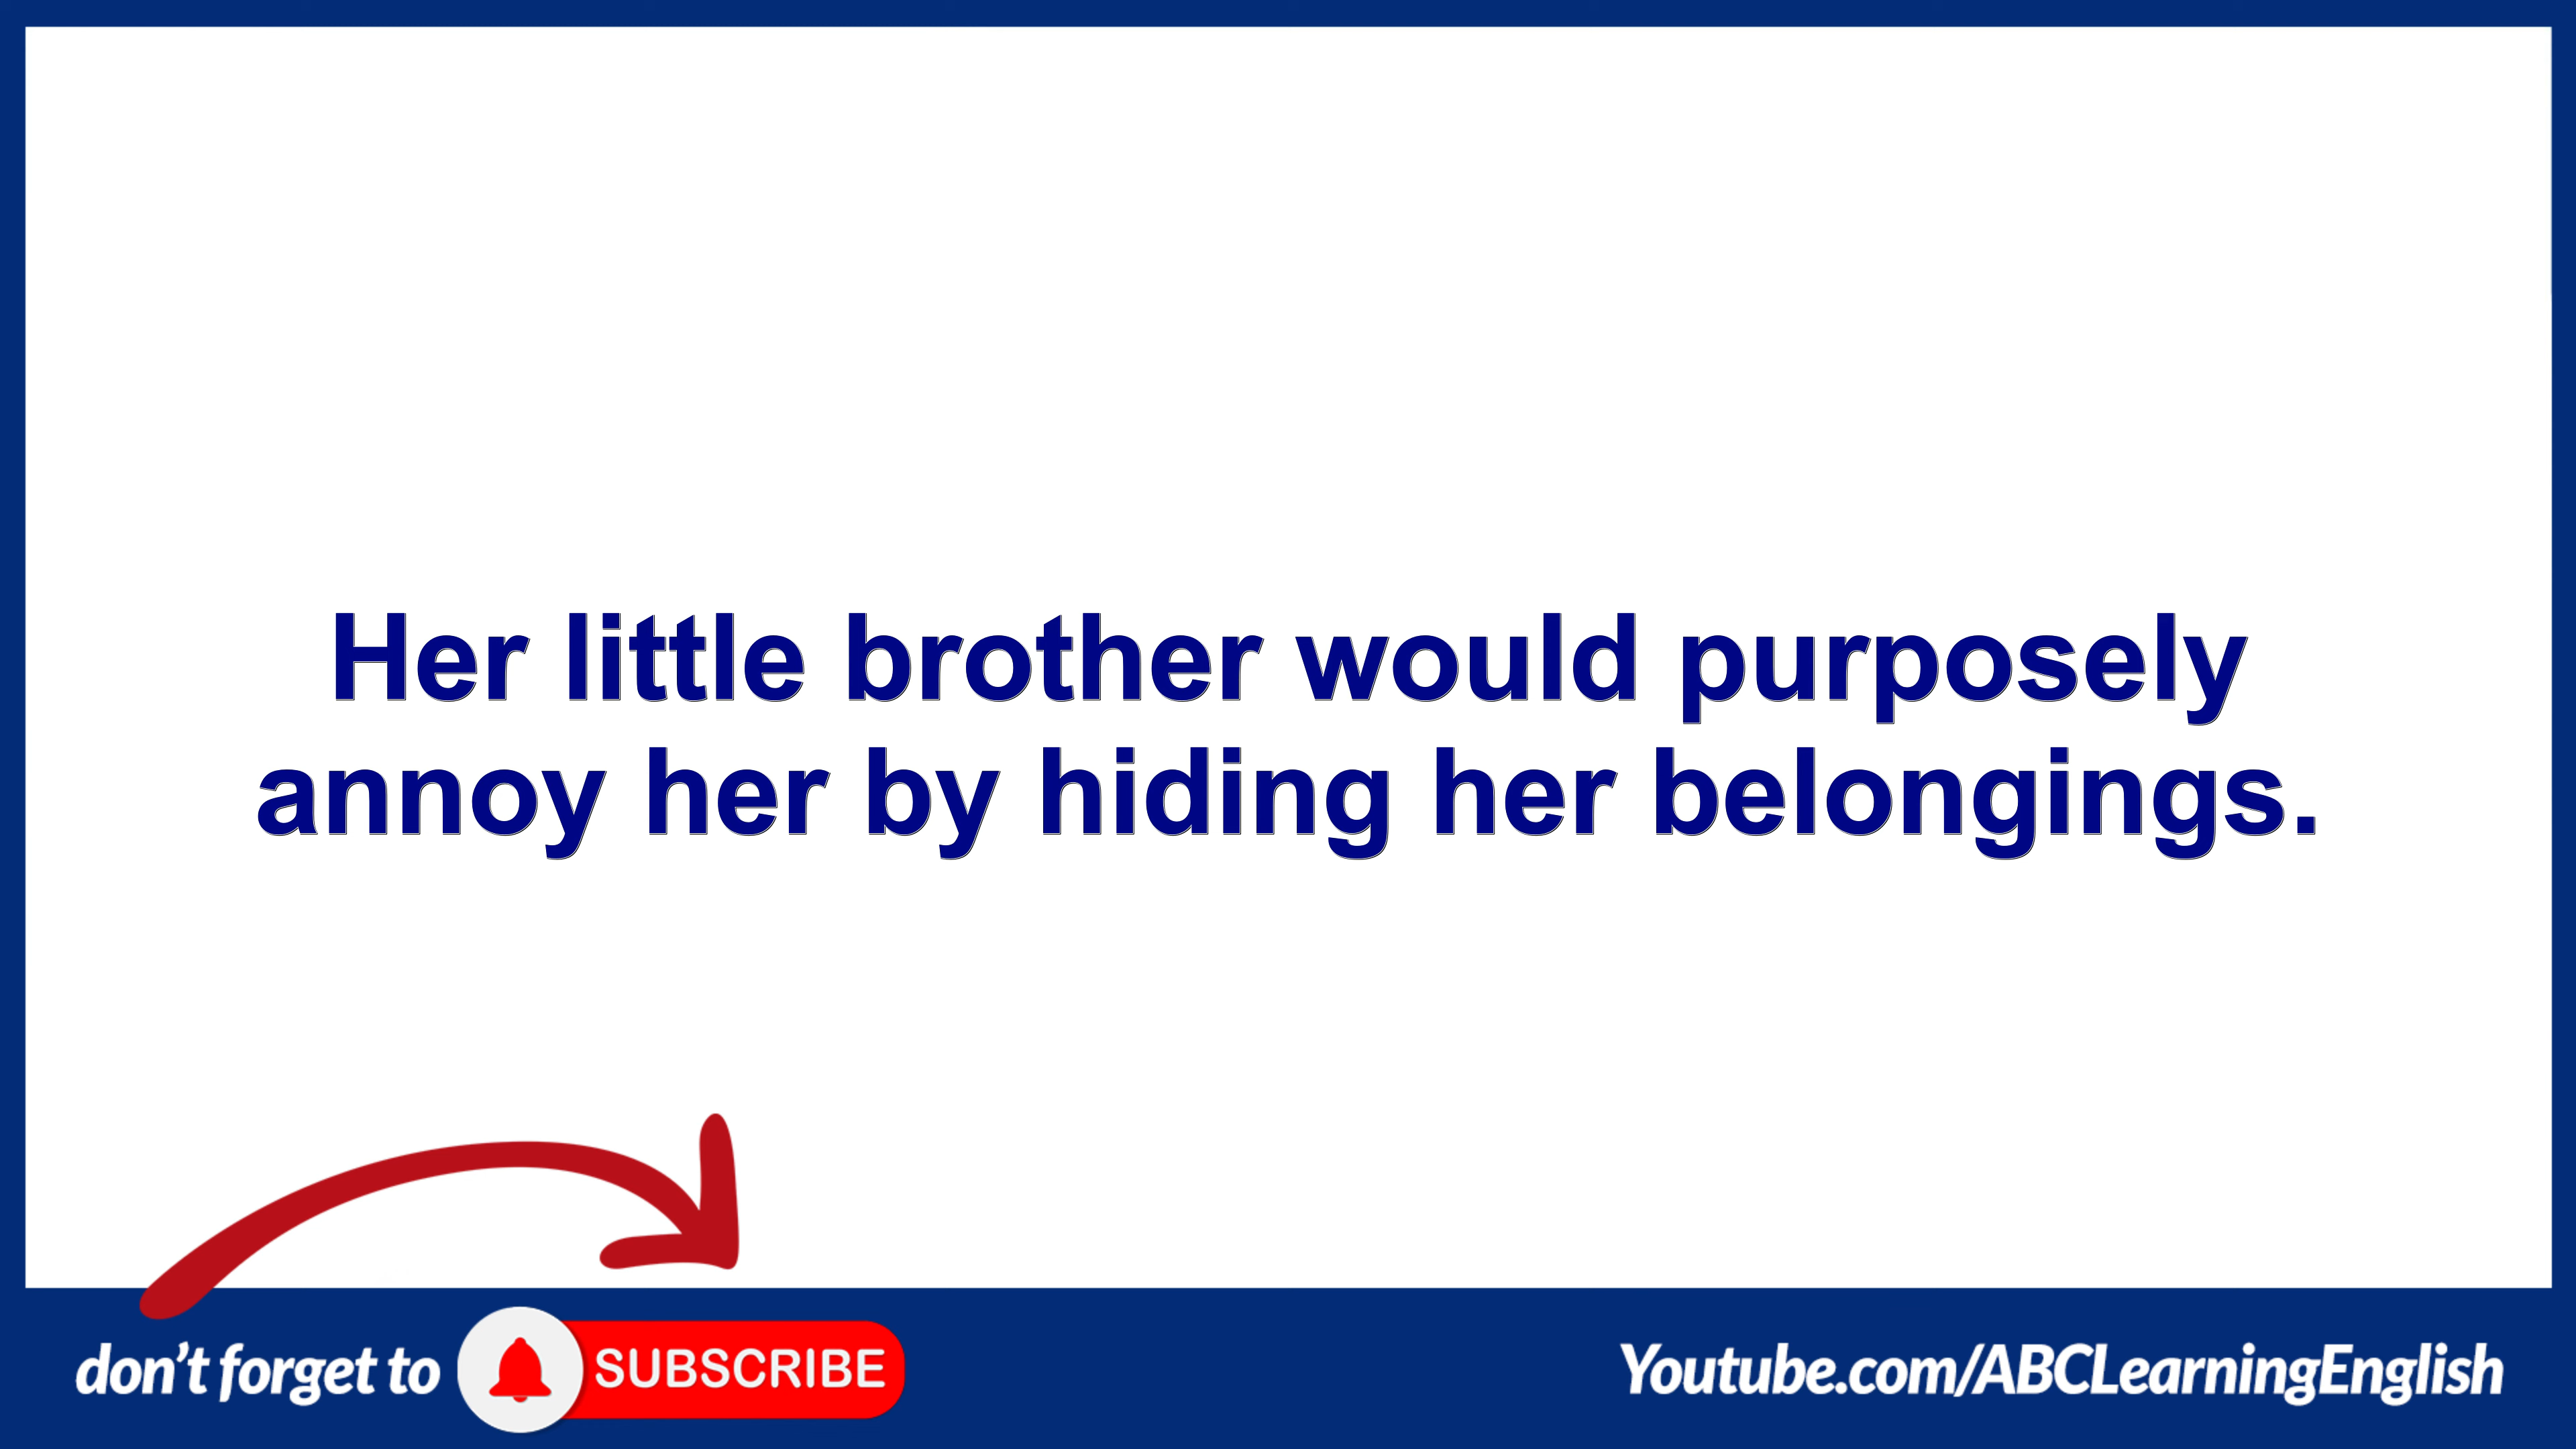 Her little brother would purposely
annoy her by hiding her belongings.
don't forget to SUBSCRIBE
Youtube.com/ABCLearningEnglish